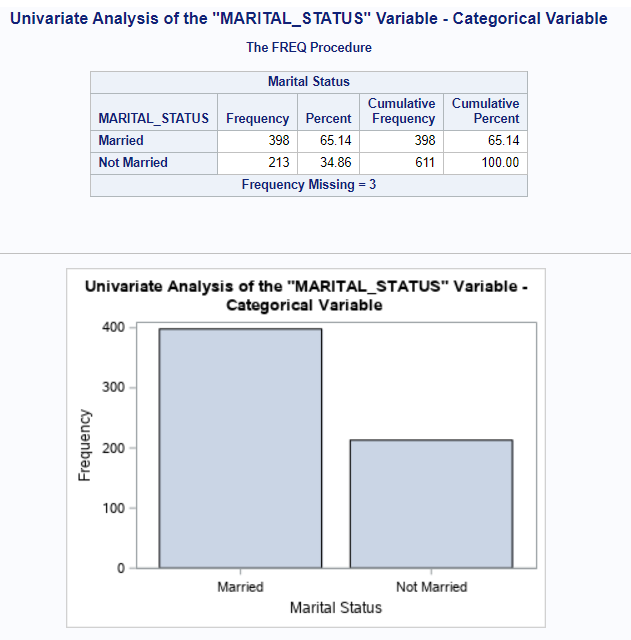 Univariate Analysis of the "MARITAL_STATUS" Variable - Categorical Variable
The FREQ Procedure
Marital Status
MARITAL_STATUS Frequency Percent Cumulative Frequency Cumulative Percent
Married 398 65.14 398 65.14
Not Married 213 34.86 611 100.00
Frequency Missing = 3
Univariate Analysis of the "MARITAL_STATUS" Variable -
Categorical Variable
400
300
200
100
0
Frequency
Married Not Married
Marital Status